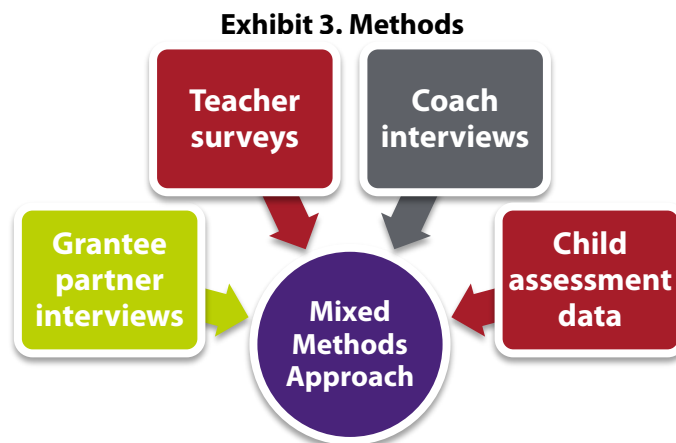 Exhibit 3. Methods
Teacher
surveys
Coach
interviews
Grantee
partner
interviews
Child
assessment
data
Mixed
Methods
Approach